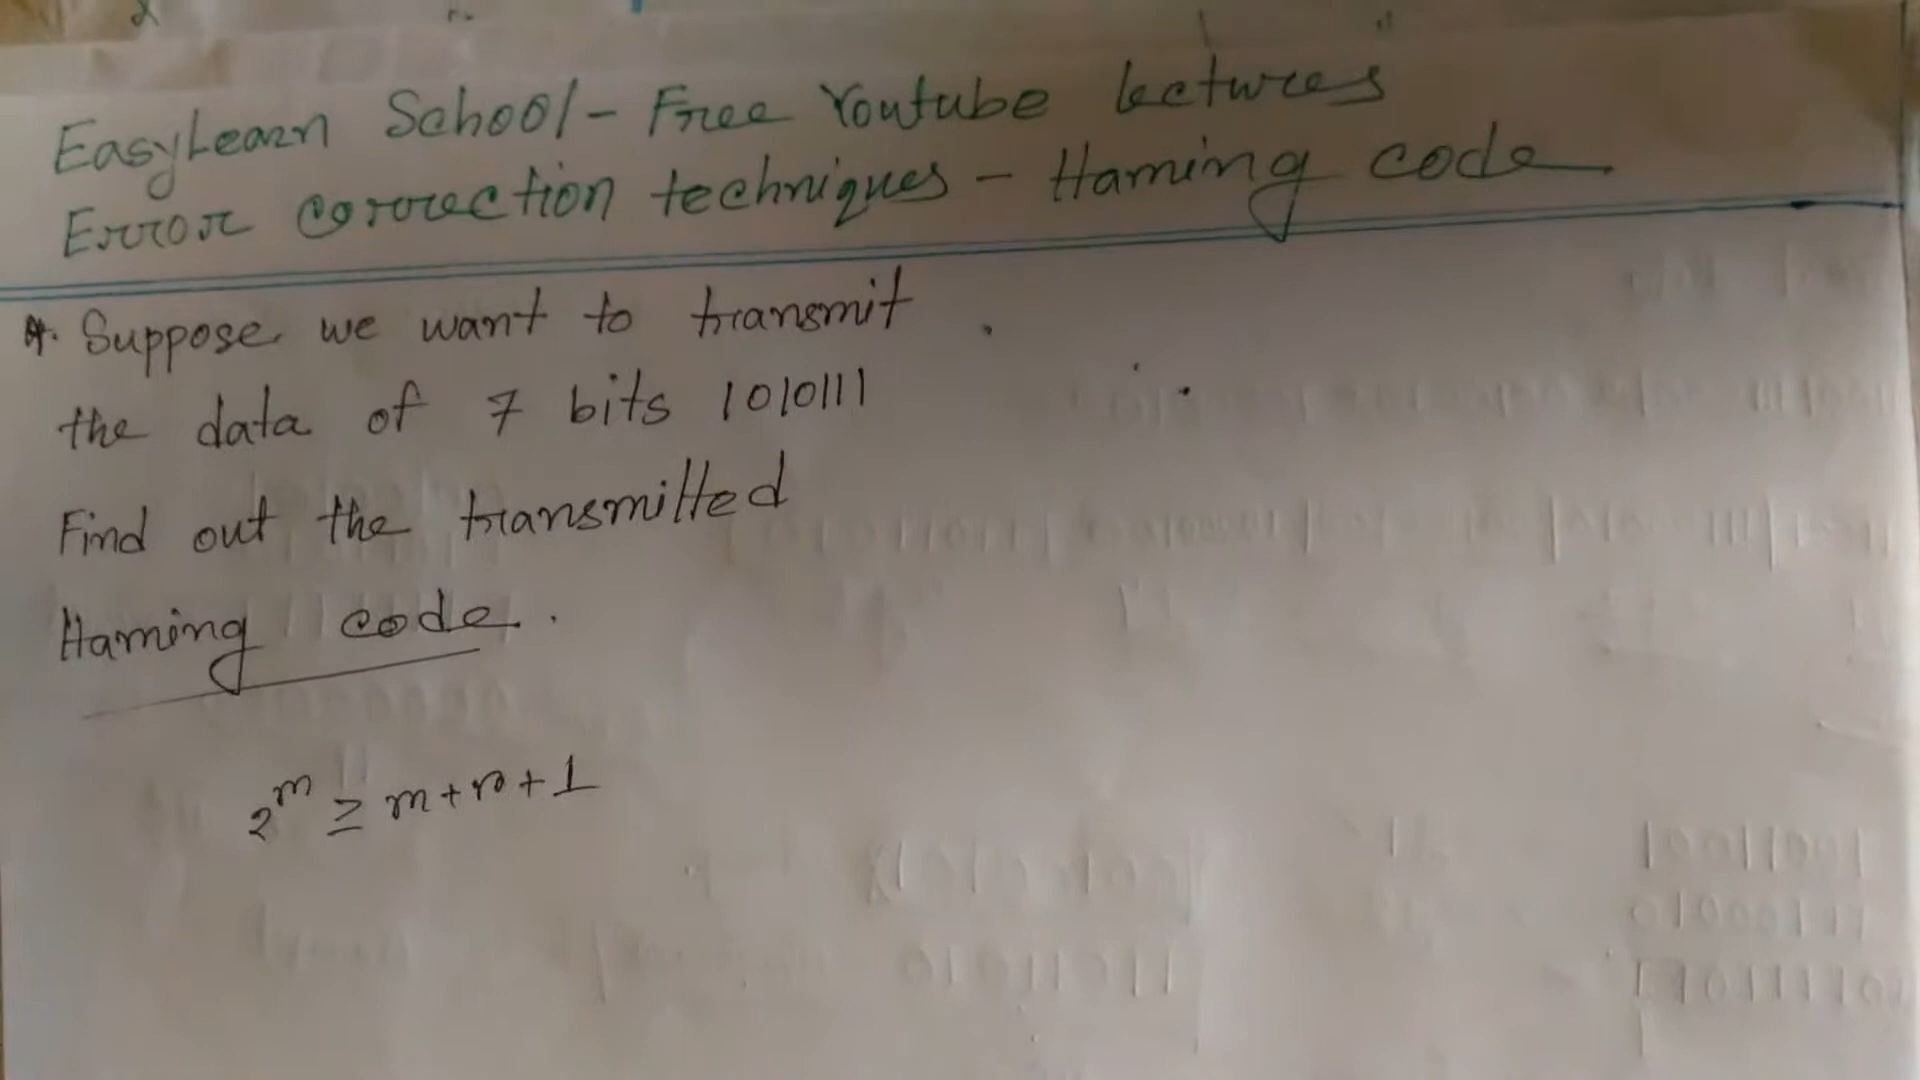 EasyLearn School - Free Youtube lectures
Error correction techniques - Haming code
Suppose we want to transmit
the data of 7 bits 1010111
Find out the transmitted
Haming code.
2^m ≥ m+n+1